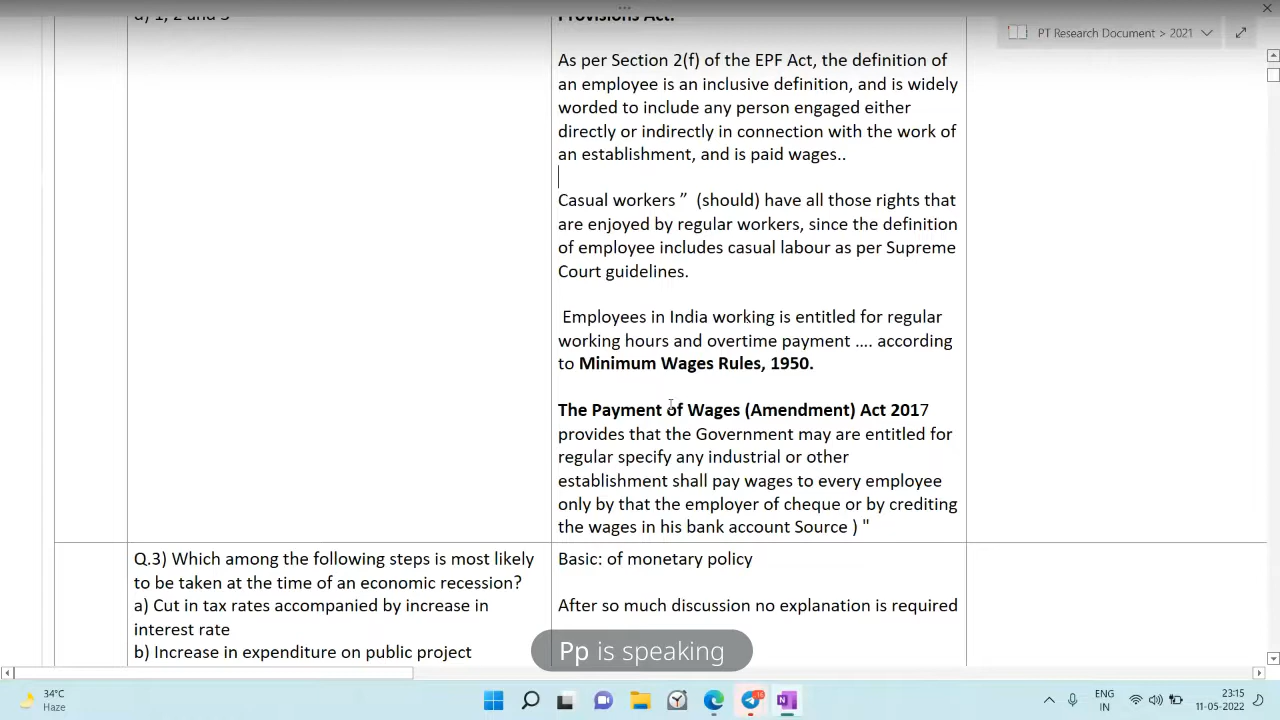 d) 1, 2 and 3
Provisions Act.
PT Research Document > 2021
As per Section 2(f) of the EPF Act, the definition of
an employee is an inclusive definition, and is widely
worded to include any person engaged either
directly or indirectly in connection with the work of
an establishment, and is paid wages..
Casual workers ” (should) have all those rights that
are enjoyed by regular workers, since the definition
of employee includes casual labour as per Supreme
Court guidelines.
Employees in India working is entitled for regular
working hours and overtime payment …. according
to Minimum Wages Rules, 1950.
The Payment of Wages (Amendment) Act 2017
provides that the Government may are entitled for
regular specify any industrial or other
establishment shall pay wages to every employee
only by that the employer of cheque or by crediting
the wages in his bank account Source ) "
Q.3) Which among the following steps is most likely
to be taken at the time of an economic recession?
a) Cut in tax rates accompanied by increase in
interest rate
b) Increase in expenditure on public project
Basic: of monetary policy
After so much discussion no explanation is required
Pp is speaking
34°C
Haze
16
ENG
IN
23:15
11-05-2022